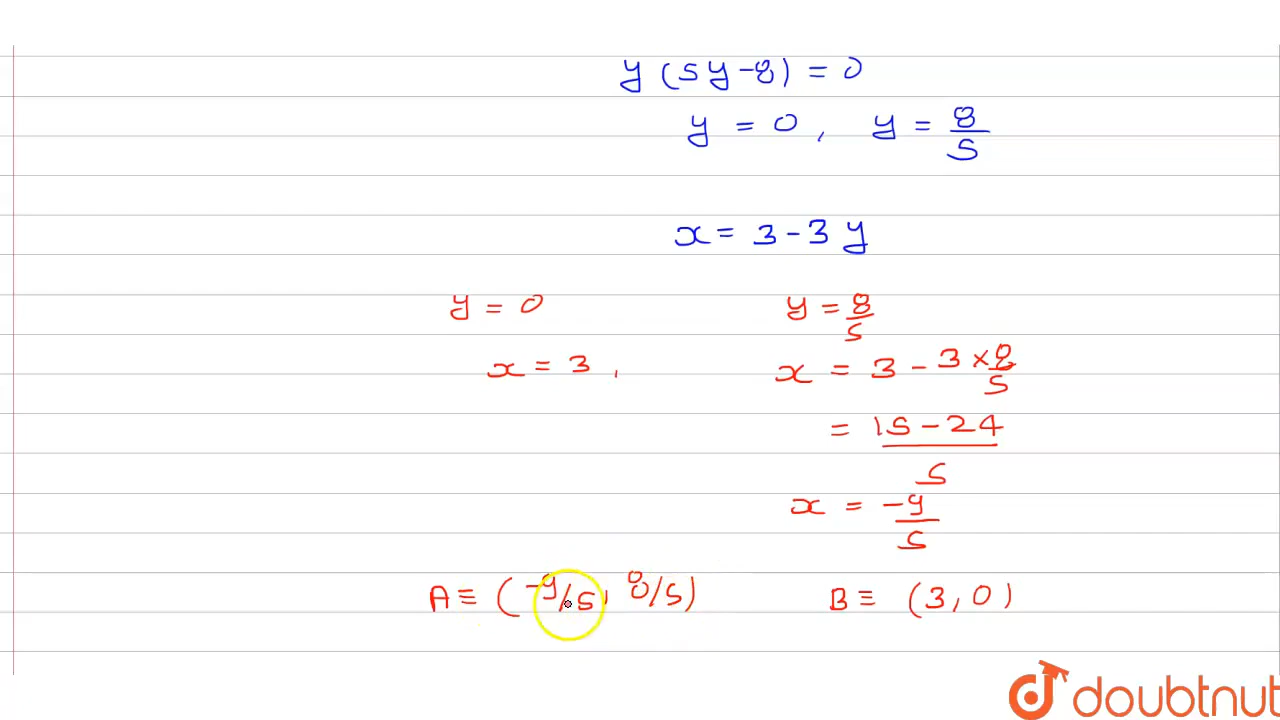 y (5y-8) = 0
y = 0, y = 8/5
x = 3-3y
y = 0 y = 8/5
x = 3, x = 3 - 3×8/5
= 15-24/5
x = -9/5
A ≡ (-9/5, 8/5) B ≡ (3,0)
doubtnut